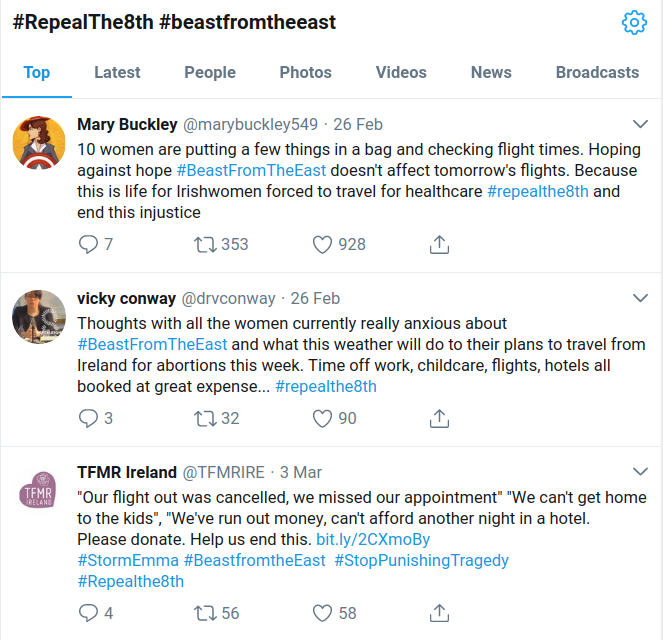 #RepealThe8th #beastfromtheeast
Top Latest People Photos Videos News Broadcasts
Mary Buckley @marybuckley549 · 26 Feb
10 women are putting a few things in a bag and checking flight times. Hoping
against hope #BeastFromTheEast doesn't affect tomorrow's flights. Because
this is life for Irishwomen forced to travel for healthcare #repealthe8th and
end this injustice
7 353 928
vicky conway @drvconway · 26 Feb
Thoughts with all the women currently really anxious about
#BeastFromTheEast and what this weather will do to their plans to travel from
Ireland for abortions this week. Time off work, childcare, flights, hotels all
booked at great expense... #repealthe8th
3 32 90
TFMR
IRELAND
TFMR Ireland @TFMRIRE · 3 Mar
"Our flight out was cancelled, we missed our appointment" "We can't get home
to the kids", "We've run out money, can't afford another night in a hotel.
Please donate. Help us end this. bit.ly/2CXmoBy
#StormEmma #BeastfromtheEast #StopPunishingTragedy
#Repealthe8th
4 56 58